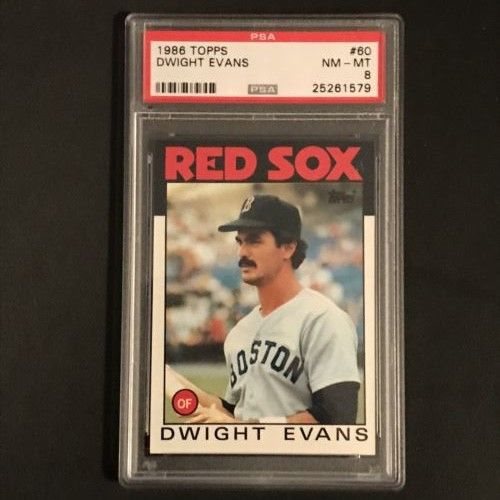 PSA
1986 TOPPS #60
DWIGHT EVANS NM - MT
8
PSA 25261579
RED SOX
Topps
B
BOSTON
OF
DWIGHT EVANS